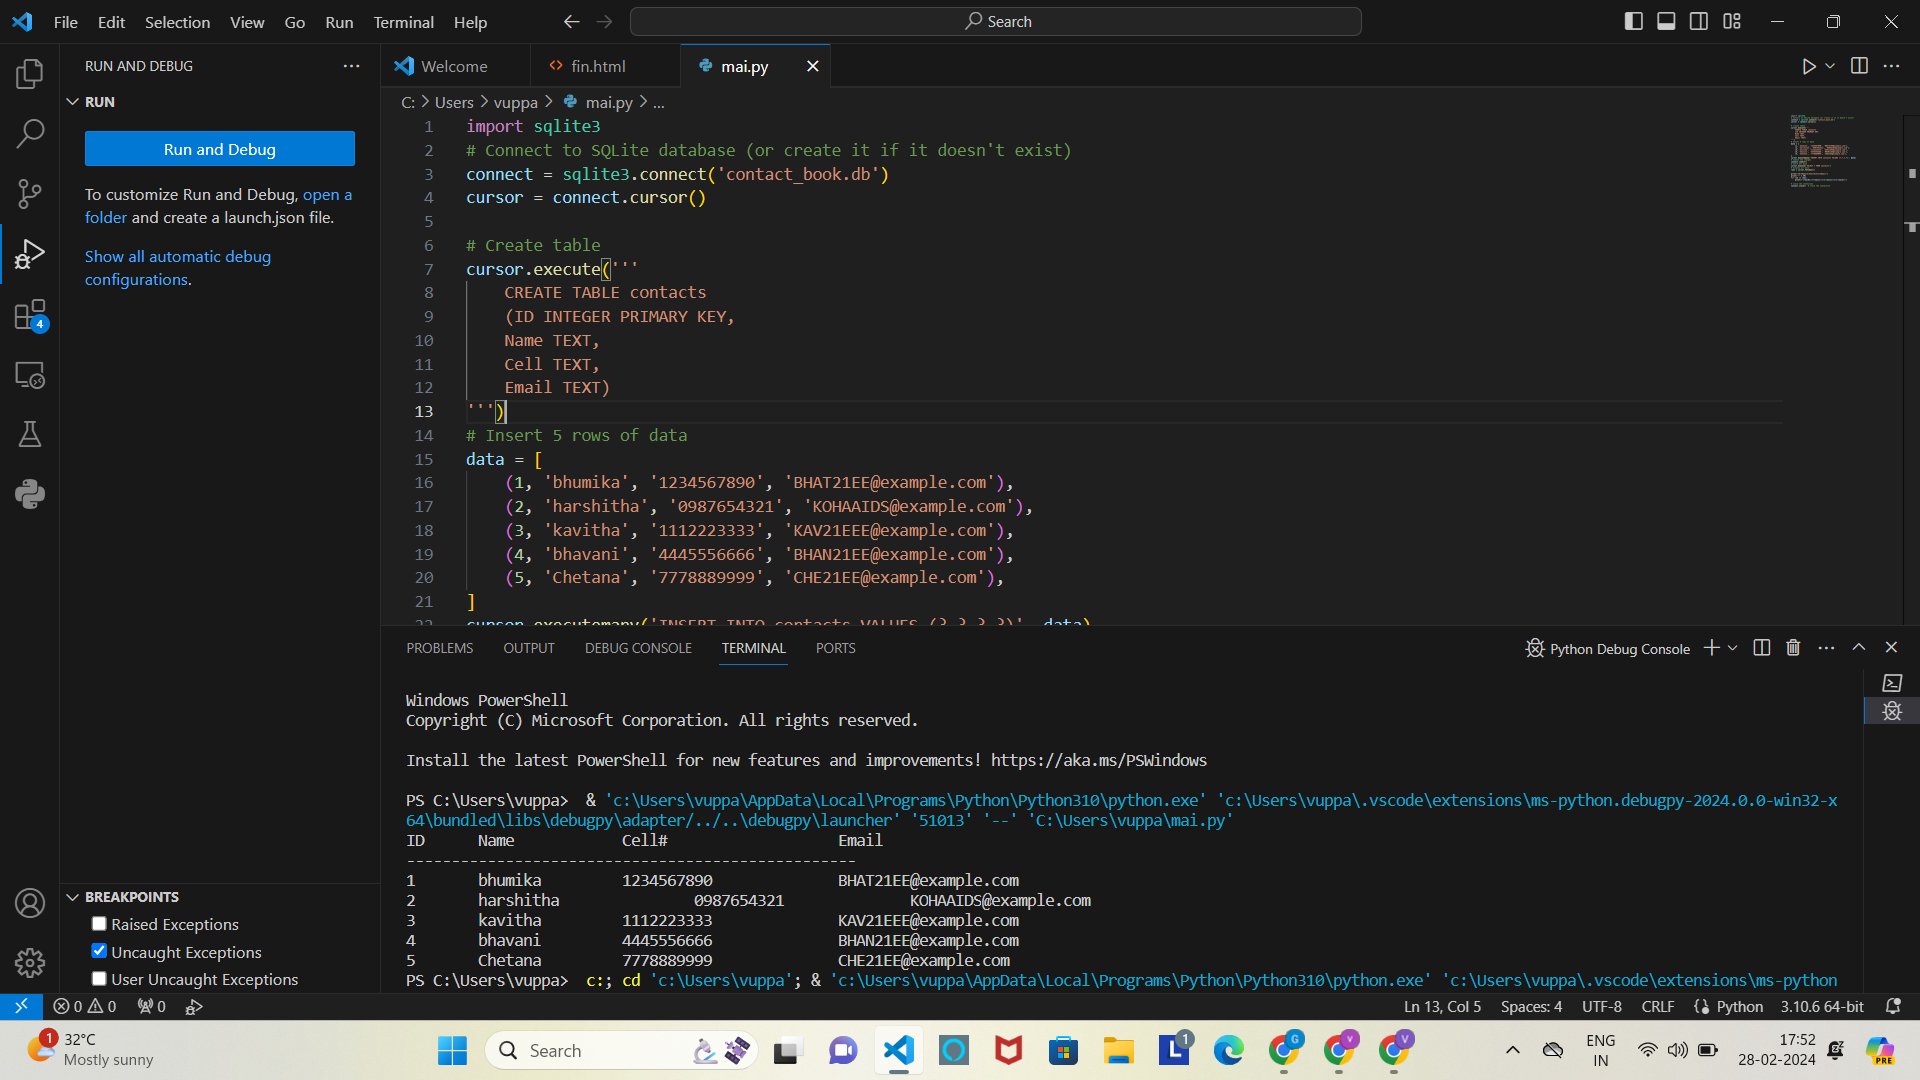 File Edit Selection View Go Run Terminal Help
Search
RUN AND DEBUG
RUN
Run and Debug
To customize Run and Debug, open a
folder and create a launch.json file.
Show all automatic debug
configurations.
4
Welcome
fin.html
mai.py
C: > Users > vuppa > mai.py > ...
1 import sqlite3
2 # Connect to SQLite database (or create it if it doesn't exist)
3 connect = sqlite3.connect('contact_book.db')
4 cursor = connect.cursor()
5
6 # Create table
7 cursor.execute('''
8 CREATE TABLE contacts
9 (ID INTEGER PRIMARY KEY,
10 Name TEXT,
11 Cell TEXT,
12 Email TEXT)
13 ''')
14 # Insert 5 rows of data
15 data = [
16 (1, 'bhumika', '1234567890', 'BHAT21EE@example.com'),
17 (2, 'harshitha', '0987654321', 'KOHAAIDS@example.com'),
18 (3, 'kavitha', '1112223333', 'KAV21EEE@example.com'),
19 (4, 'bhavani', '4445556666', 'BHAN21EE@example.com'),
20 (5, 'Chetana', '7778889999', 'CHE21EE@example.com'),
21 ]
22 cursor.executemany('INSERT INTO contacts VALUES (?,?,?,?)', data)
PROBLEMS OUTPUT DEBUG CONSOLE TERMINAL PORTS
Python Debug Console
Windows PowerShell
Copyright (C) Microsoft Corporation. All rights reserved.
Install the latest PowerShell for new features and improvements! https://aka.ms/PSWindows
PS C:\Users\vuppa> & 'c:\Users\vuppa\AppData\Local\Programs\Python\Python310\python.exe' 'c:\Users\vuppa\.vscode\extensions\ms-python.debugpy-2024.0.0-win32-x
64\bundled\libs\debugpy\adapter/../..\debugpy\launcher' '51013' '--' 'C:\Users\vuppa\mai.py'
ID Name Cell# Email
--------------------------------------------------
1 bhumika 1234567890 BHAT21EE@example.com
2 harshitha 0987654321 KOHAAIDS@example.com
3 kavitha 1112223333 KAV21EEE@example.com
4 bhavani 4445556666 BHAN21EE@example.com
5 Chetana 7778889999 CHE21EE@example.com
PS C:\Users\vuppa> c:; cd 'c:\Users\vuppa'; & 'c:\Users\vuppa\AppData\Local\Programs\Python\Python310\python.exe' 'c:\Users\vuppa\.vscode\extensions\ms-python
BREAKPOINTS
Raised Exceptions
Uncaught Exceptions
User Uncaught Exceptions
0 0 0
Ln 13, Col 5 Spaces: 4 UTF-8 CRLF Python 3.10.6 64-bit
1
32°C
Mostly sunny
Search
L 1
G V V
ENG
IN
17:52
28-02-2024
PRE